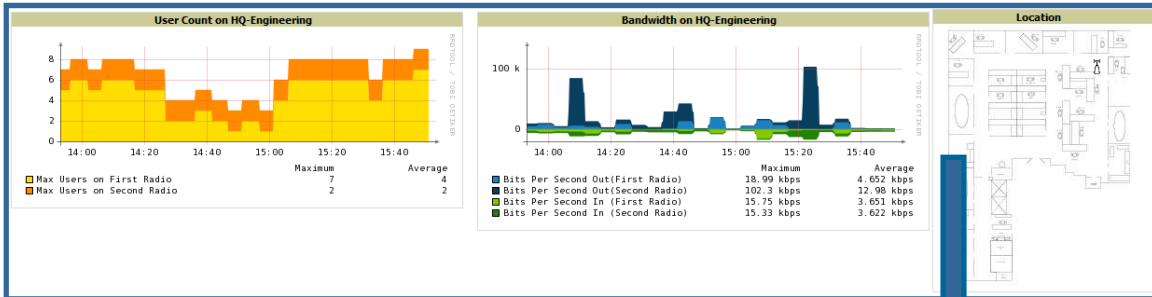 User Count on HQ-Engineering
8
6
4
2
0
14:00 14:20 14:40 15:00 15:20 15:40
Maximum Average
Max Users on First Radio 7 4
Max Users on Second Radio 2 2
RRDTOOL / TOBI OETIKER
Bandwidth on HQ-Engineering
100 k
0
14:00 14:20 14:40 15:00 15:20 15:40
Maximum Average
Bits Per Second Out(First Radio) 18.99 kbps 4.652 kbps
Bits Per Second Out(Second Radio) 102.3 kbps 12.98 kbps
Bits Per Second In (First Radio) 15.75 kbps 3.651 kbps
Bits Per Second In (Second Radio) 15.33 kbps 3.622 kbps
RRDTOOL / TOBI OETIKER
Location